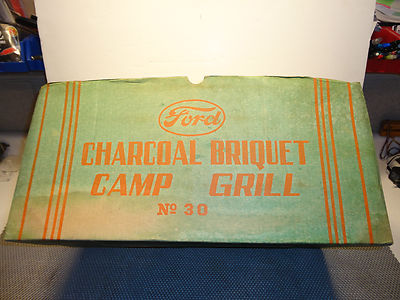 Ford
CHARCOAL BRIQUET
CAMP GRILL
Nº 30